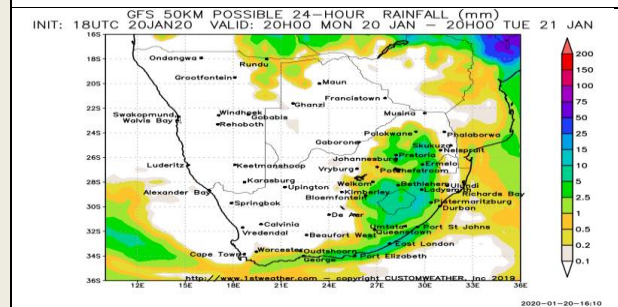 GFS 50KM POSSIBLE 24-HOUR RAINFALL (mm)
INIT: 18UTC 20JAN20 VALID: 20H00 MON 20 JAN – 20H00 TUE 21 JAN
16S
18S
20S
22S
24S
26S
28S
30S
32S
34S
36S
Ondangwa
Rundu
Grootfontein
Maun
Francistown
Ghanzi
Windhoek
Gobabis
Swakopmund
Walvis Bay
Rehoboth
Musina
Polokwane
Phalaborwa
Gaborone
Skukuza
Pretoria
Nelspruit
Johannesburg
Ermelo
Luderitz
Keetmanshoop
Vryburg
Potchefstroom
Karasburg
Welkom
Bethlehem
Ulundi
Upington
Kimberley
Ladysmith
Alexander Bay
Richards Bay
Springbok
Bloemfontein
Pietermaritzburg
Durban
De Aar
Calvinia
Umtata
Port St Johns
Vredendal
Beaufort West
Queenstown
East London
Worcester
Oudtshoorn
Cape Town
George
Port Elizabeth
http://www.1stweather.com – copyright CUSTOMWEATHER, Inc 2019
12E 15E 18E 21E 24E 27E 30E 33E 36E
200
150
100
75
50
25
15
10
5
2.5
1
0.5
0.2
0.1
2020-01-20-16:10